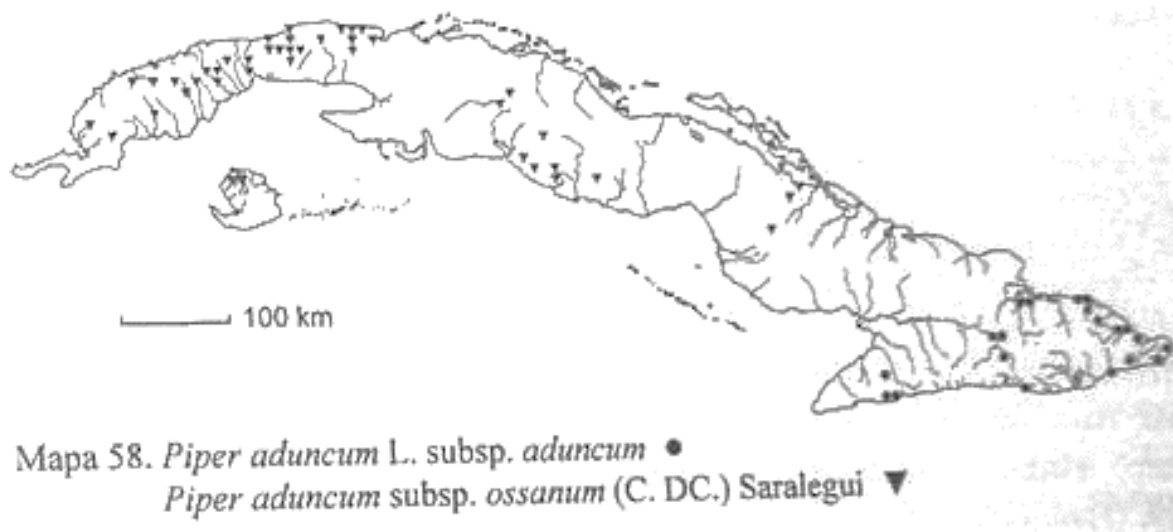 100 km
Mapa 58. Piper aduncum L. subsp. aduncum ●
Piper aduncum subsp. ossanum (C. DC.) Saralegui ▼